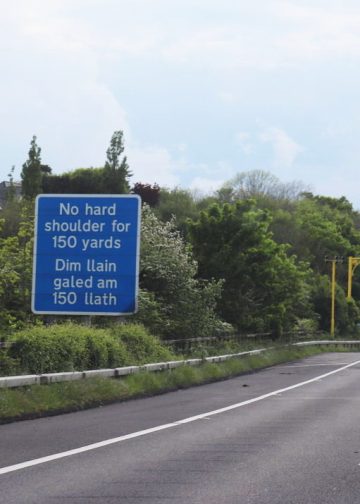 No hard
shoulder for
150 yards
Dim llain
galed am
150 llath